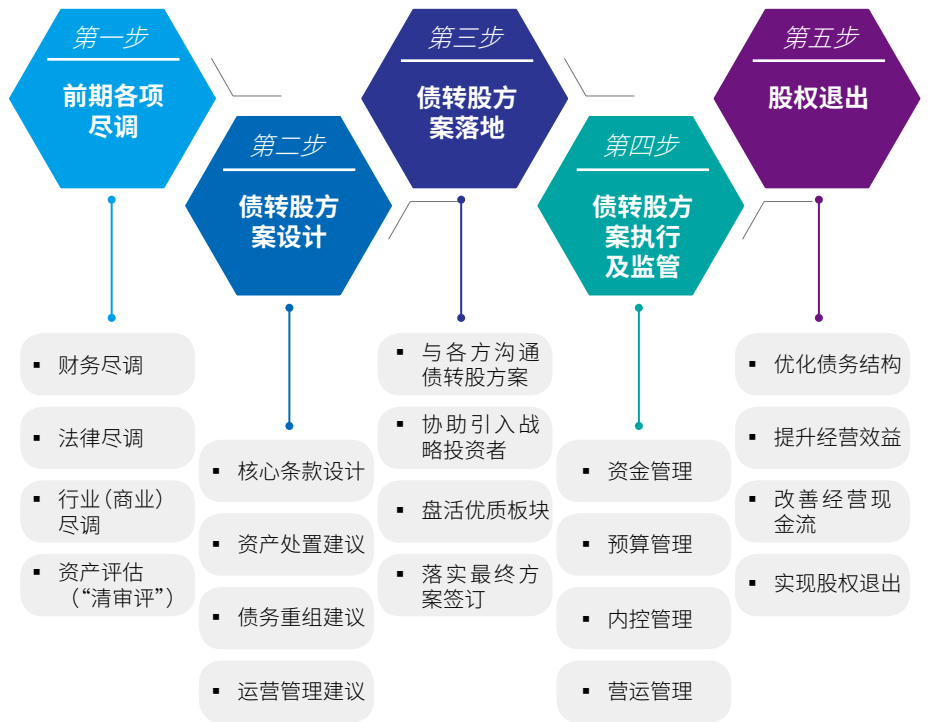 第一步
前期各项
尽调
▪ 财务尽调
▪ 法律尽调
▪ 行业（商业）
尽调
▪ 资产评估
（“清审评”）
第二步
债转股方
案设计
▪ 核心条款设计
▪ 资产处置建议
▪ 债务重组建议
▪ 运营管理建议
第三步
债转股方
案落地
▪ 与各方沟通
债转股方案
▪ 协助引入战
略投资者
▪ 盘活优质板块
▪ 落实最终方
案签订
第四步
债转股方
案执行
及监管
▪ 资金管理
▪ 预算管理
▪ 内控管理
▪ 营运管理
第五步
股权退出
▪ 优化债务结构
▪ 提升经营效益
▪ 改善经营现
金流
▪ 实现股权退出